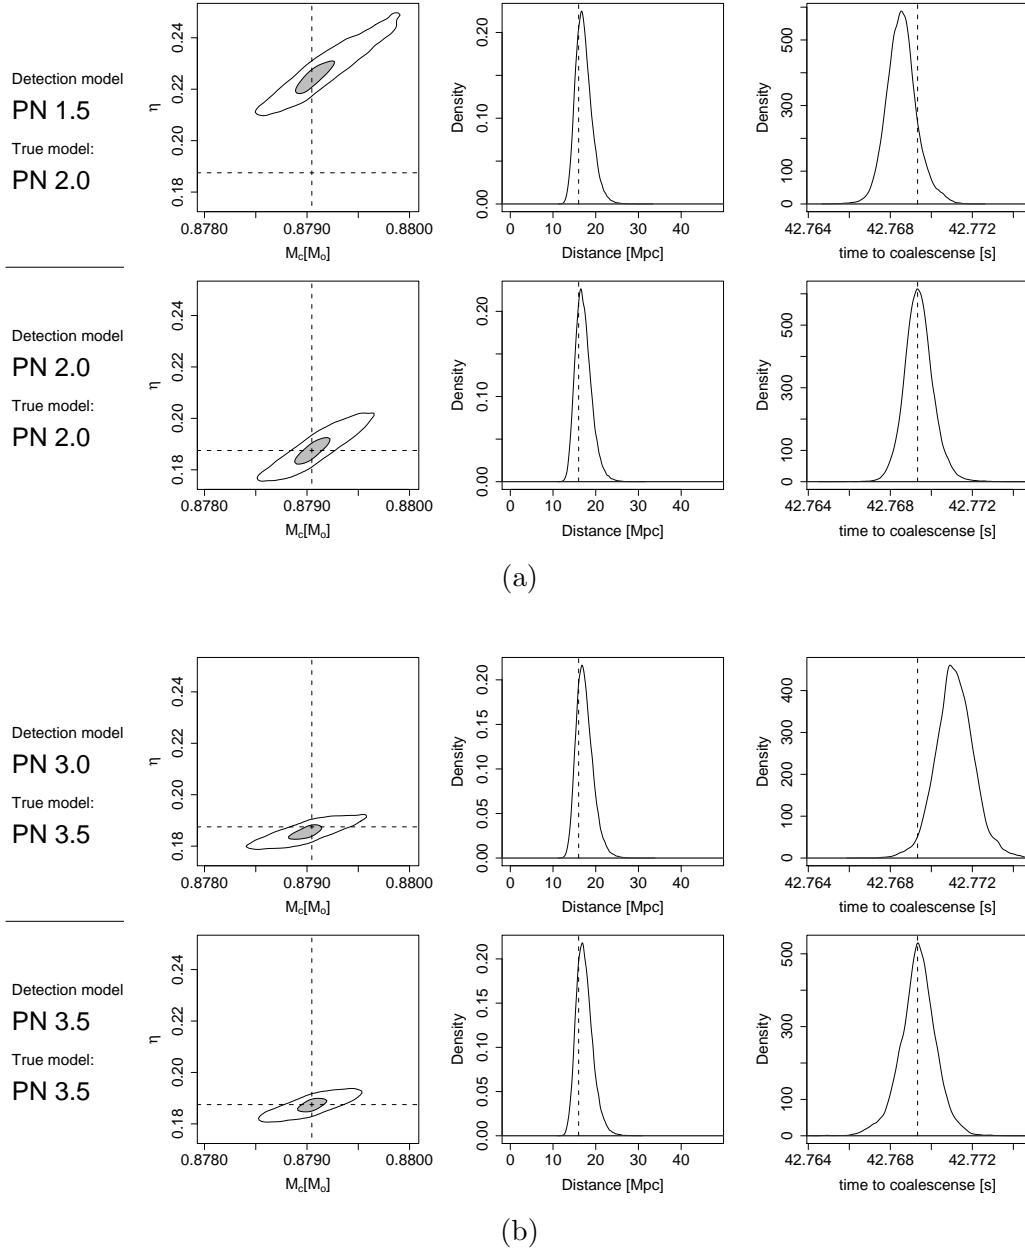 Detection model
PN 1.5
True model:
PN 2.0
0.18 0.20 0.22 0.24
η
0.8780 0.8790 0.8800
Mc[Mo]
0.00 0.10 0.20
Density
0 10 20 30 40
Distance [Mpc]
0 100 300 500
Density
42.764 42.768 42.772
time to coalescense [s]
Detection model
PN 2.0
True model:
PN 2.0
0.18 0.20 0.22 0.24
η
0.8780 0.8790 0.8800
Mc[Mo]
0.00 0.10 0.20
Density
0 10 20 30 40
Distance [Mpc]
0 100 300 500
Density
42.764 42.768 42.772
time to coalescense [s]
(a)
Detection model
PN 3.0
True model:
PN 3.5
0.18 0.20 0.22 0.24
η
0.8780 0.8790 0.8800
Mc[Mo]
0.00 0.05 0.10 0.15 0.20
Density
0 10 20 30 40
Distance [Mpc]
0 100 200 300 400
Density
42.764 42.768 42.772
time to coalescense [s]
Detection model
PN 3.5
True model:
PN 3.5
0.18 0.20 0.22 0.24
η
0.8780 0.8790 0.8800
Mc[Mo]
0.00 0.05 0.10 0.15 0.20
Density
0 10 20 30 40
Distance [Mpc]
0 100 300 500
Density
42.764 42.768 42.772
time to coalescense [s]
(b)